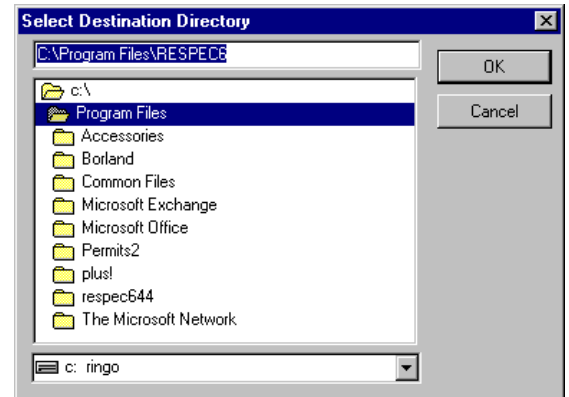 Select Destination Directory
C:\Program Files\RESPEC6
OK
c:\
Program Files
Cancel
Accessories
Borland
Common Files
Microsoft Exchange
Microsoft Office
Permits2
plus!
respec644
The Microsoft Network
c: ringo